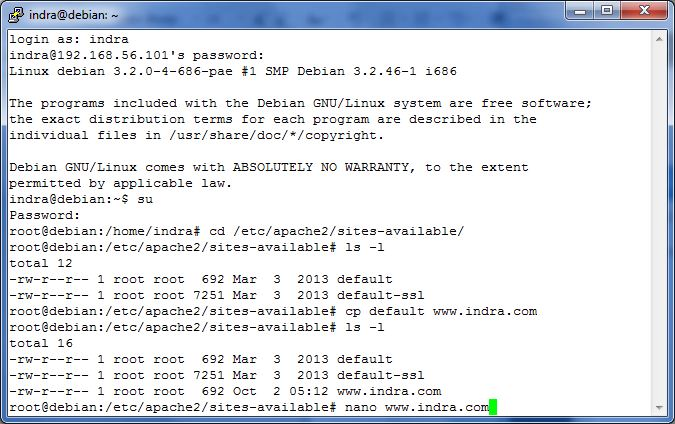 indra@debian: ~
login as: indra
indra@192.168.56.101's password:
Linux debian 3.2.0-4-686-pae #1 SMP Debian 3.2.46-1 i686
The programs included with the Debian GNU/Linux system are free software;
the exact distribution terms for each program are described in the
individual files in /usr/share/doc/*/copyright.
Debian GNU/Linux comes with ABSOLUTELY NO WARRANTY, to the extent
permitted by applicable law.
indra@debian:~$ su
Password:
root@debian:/home/indra# cd /etc/apache2/sites-available/
root@debian:/etc/apache2/sites-available# ls -l
total 12
-rw-r--r-- 1 root root  692 Mar  3  2013 default
-rw-r--r-- 1 root root 7251 Mar  3  2013 default-ssl
root@debian:/etc/apache2/sites-available# cp default www.indra.com
root@debian:/etc/apache2/sites-available# ls -l
total 16
-rw-r--r-- 1 root root  692 Mar  3  2013 default
-rw-r--r-- 1 root root 7251 Mar  3  2013 default-ssl
-rw-r--r-- 1 root root  692 Oct  2 05:12 www.indra.com
root@debian:/etc/apache2/sites-available# nano www.indra.com